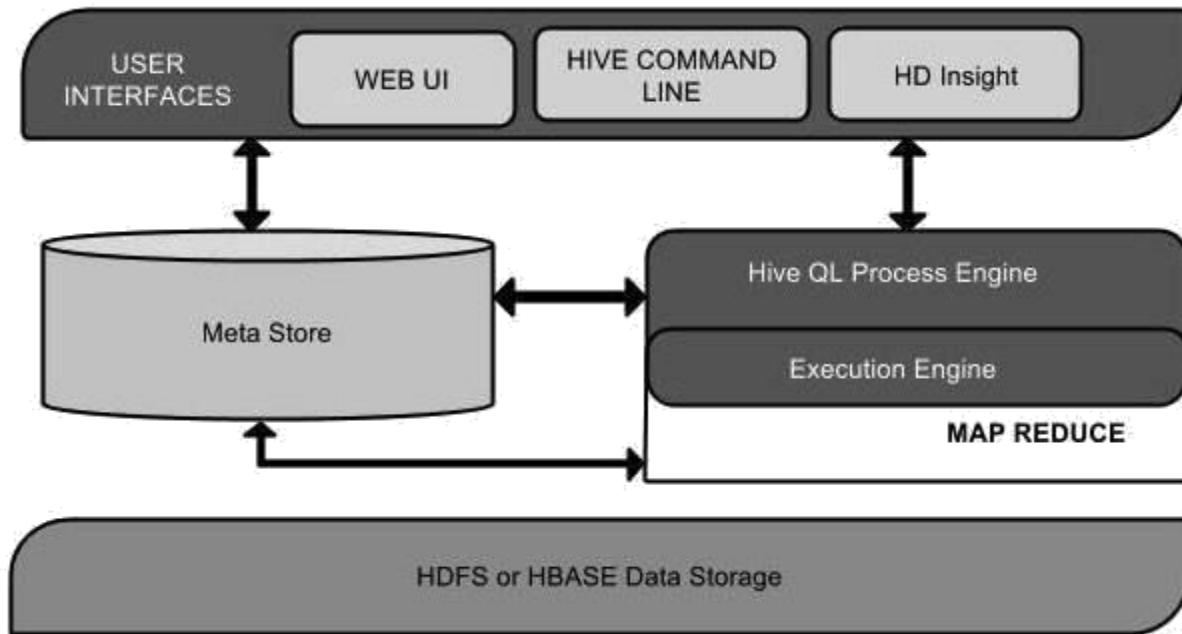 USER
INTERFACES
WEB UI
HIVE COMMAND
LINE
HD Insight
Meta Store
Hive QL Process Engine
Execution Engine
MAP REDUCE
HDFS or HBASE Data Storage